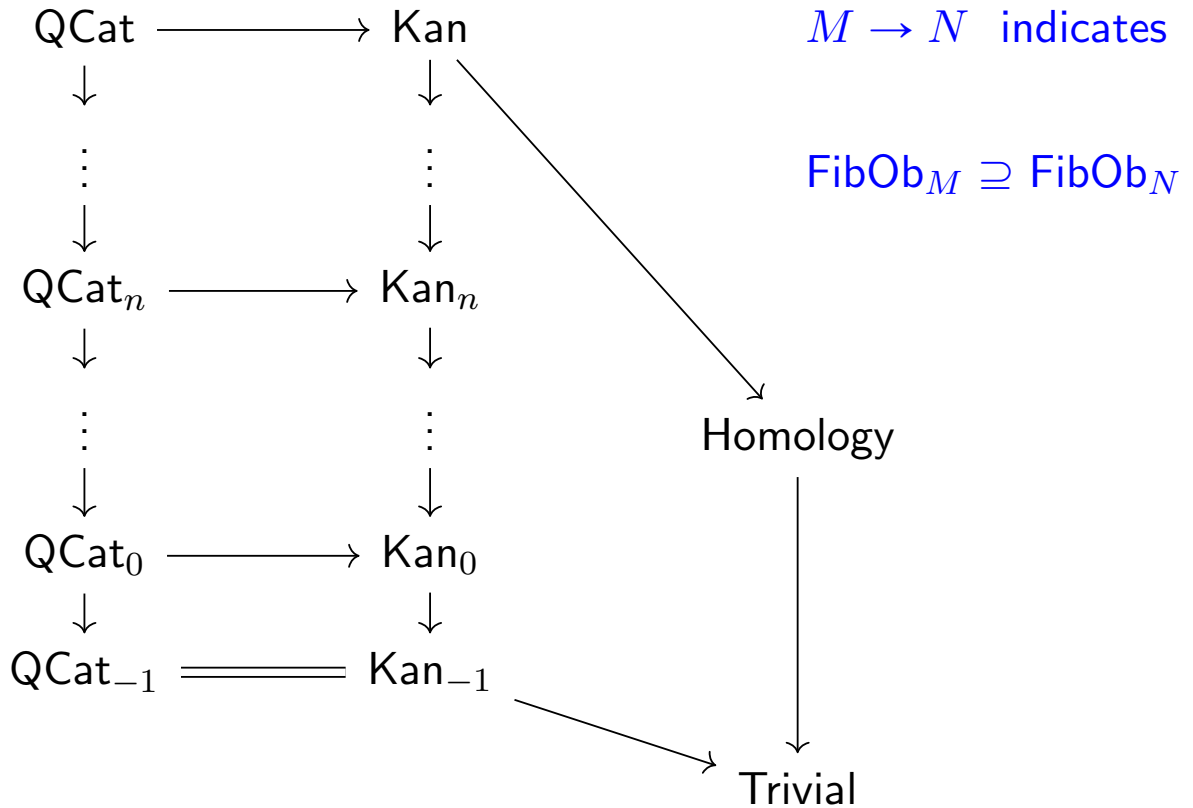 QCat Kan M → N indicates
⋮ ⋮ FibOb_M ⊇ FibOb_N
QCat_n Kan_n
⋮ ⋮
Homology
QCat_0 Kan_0
QCat_{-1} Kan_{-1}
Trivial